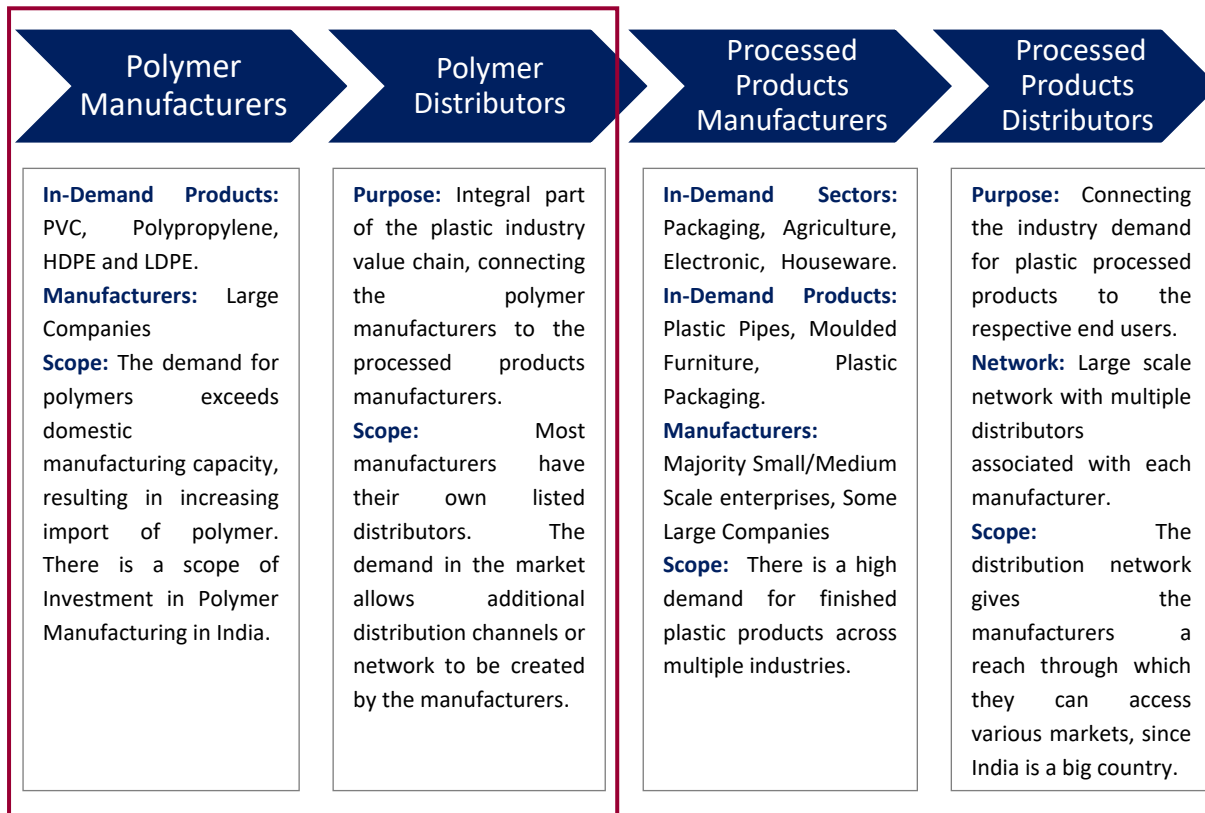 Polymer
Manufacturers
Polymer
Distributors
Processed
Products
Manufacturers
Processed
Products
Distributors
In-Demand Products:
PVC, Polypropylene,
HDPE and LDPE.
Manufacturers: Large
Companies
Scope: The demand for
polymers exceeds
domestic
manufacturing capacity,
resulting in increasing
import of polymer.
There is a scope of
Investment in Polymer
Manufacturing in India.
Purpose: Integral part
of the plastic industry
value chain, connecting
the polymer
manufacturers to the
processed products
manufacturers.
Scope: Most
manufacturers have
their own listed
distributors. The
demand in the market
allows additional
distribution channels or
network to be created
by the manufacturers.
In-Demand Sectors:
Packaging, Agriculture,
Electronic, Houseware.
In-Demand Products:
Plastic Pipes, Moulded
Furniture, Plastic
Packaging.
Manufacturers:
Majority Small/Medium
Scale enterprises, Some
Large Companies
Scope: There is a high
demand for finished
plastic products across
multiple industries.
Purpose: Connecting
the industry demand
for plastic processed
products to the
respective end users.
Network: Large scale
network with multiple
distributors
associated with each
manufacturer.
Scope: The
distribution network
gives the
manufacturers a
reach through which
they can access
various markets, since
India is a big country.